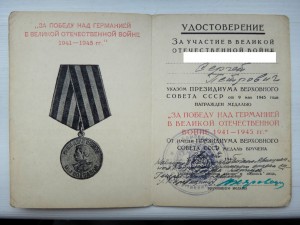 „ЗА ПОБЕДУ НАД ГЕРМАНИЕЙ
В ВЕЛИКОЙ ОТЕЧЕСТВЕННОЙ ВОЙНЕ
1941—1945 гг.“
УДОСТОВЕРЕНИЕ
ЗА УЧАСТИЕ В ВЕЛИКОЙ
ОТЕЧЕСТВЕННОЙ ВОЙНЕ
Сергей
Петрович
УКАЗОМ ПРЕЗИДИУМА ВЕРХОВНОГО
СОВЕТА СССР от 9 мая 1945 года
НАГРАЖДЕН МЕДАЛЬЮ
„ЗА ПОБЕДУ НАД ГЕРМАНИЕЙ
В ВЕЛИКОЙ ОТЕЧЕСТВЕННОЙ
ВОЙНЕ 1941—1945 гг.“
ОТ ИМЕНИ ПРЕЗИДИУМА ВЕРХОВНОГО
СОВЕТА СССР МЕДАЛЬ ВРУЧЕНА